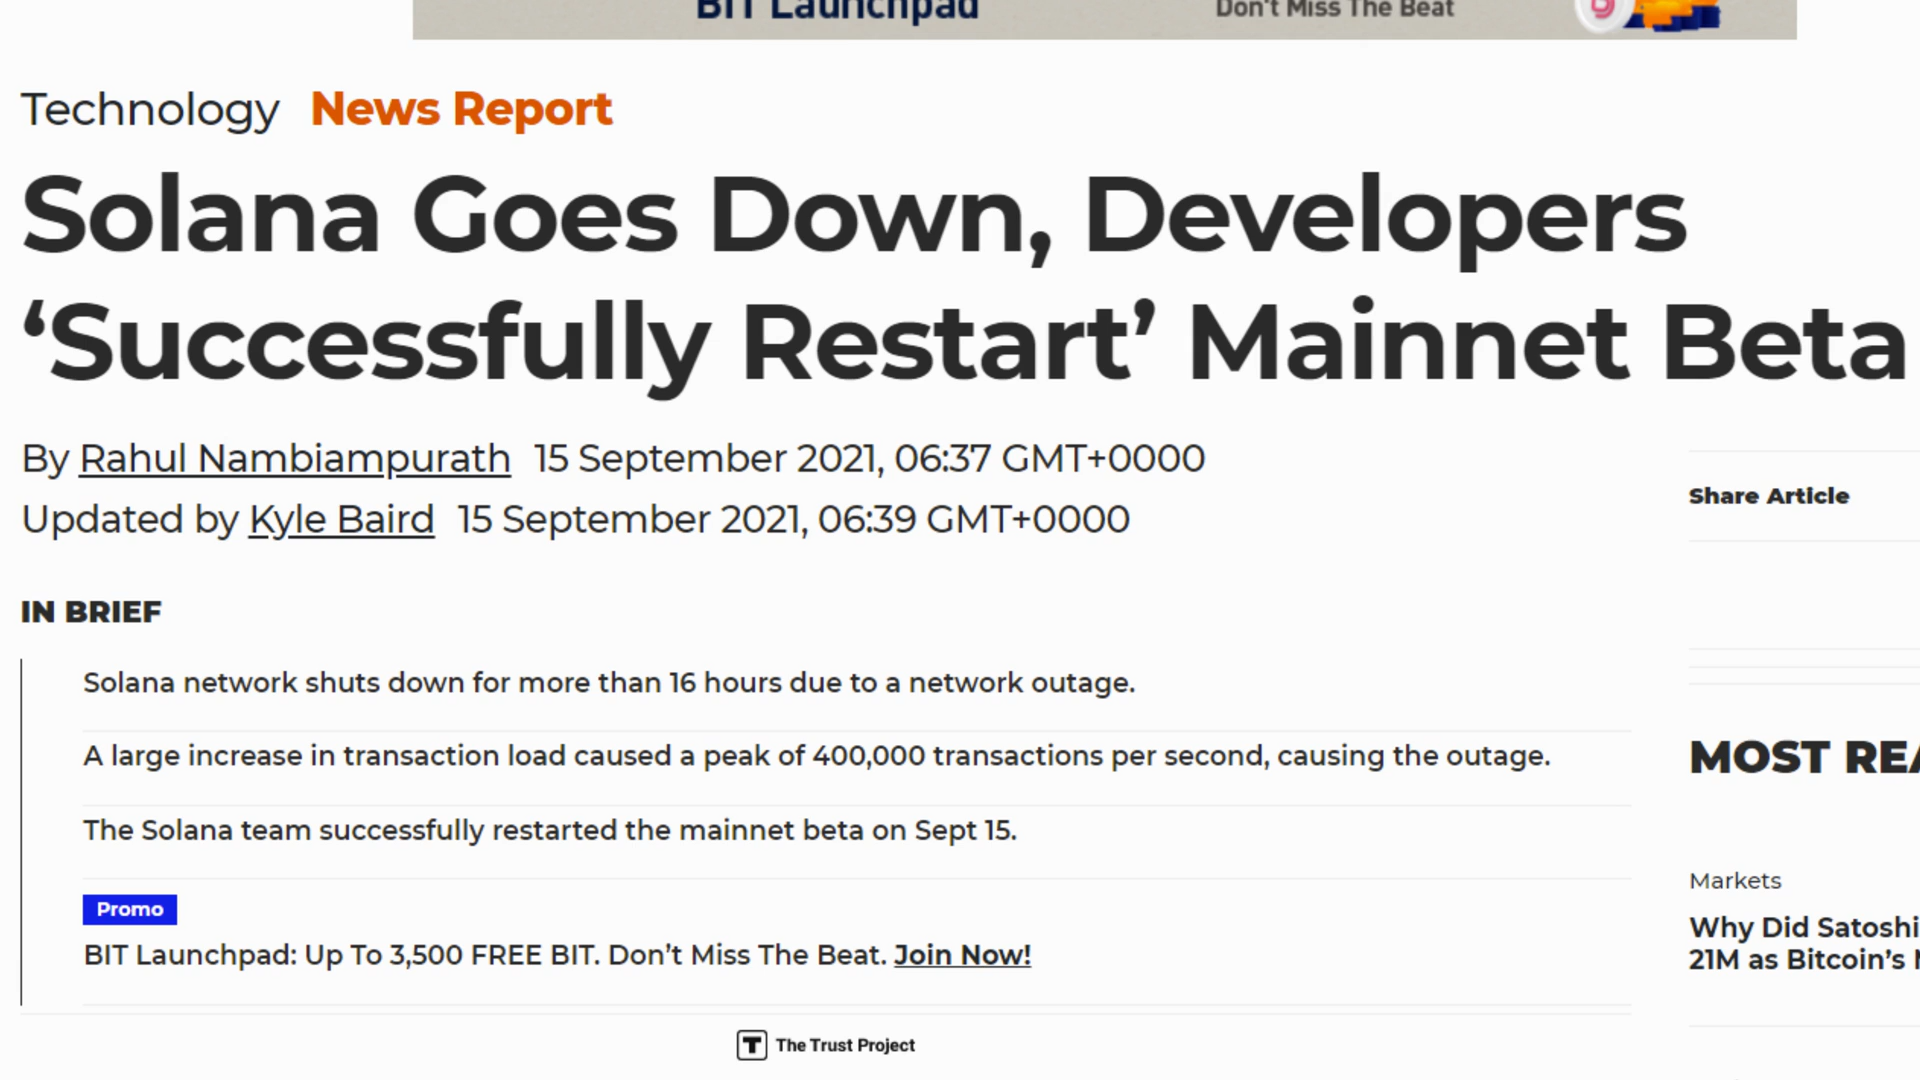 BIT Launchpad
Don't Miss The Beat
Technology News Report
Solana Goes Down, Developers
‘Successfully Restart’ Mainnet Beta
By Rahul Nambiampurath 15 September 2021, 06:37 GMT+0000
Updated by Kyle Baird 15 September 2021, 06:39 GMT+0000
Share Article
IN BRIEF
Solana network shuts down for more than 16 hours due to a network outage.
A large increase in transaction load caused a peak of 400,000 transactions per second, causing the outage.
The Solana team successfully restarted the mainnet beta on Sept 15.
Promo
BIT Launchpad: Up To 3,500 FREE BIT. Don’t Miss The Beat. Join Now!
The Trust Project
MOST
Markets
Why Did Satoshi
21M as Bitcoin’s